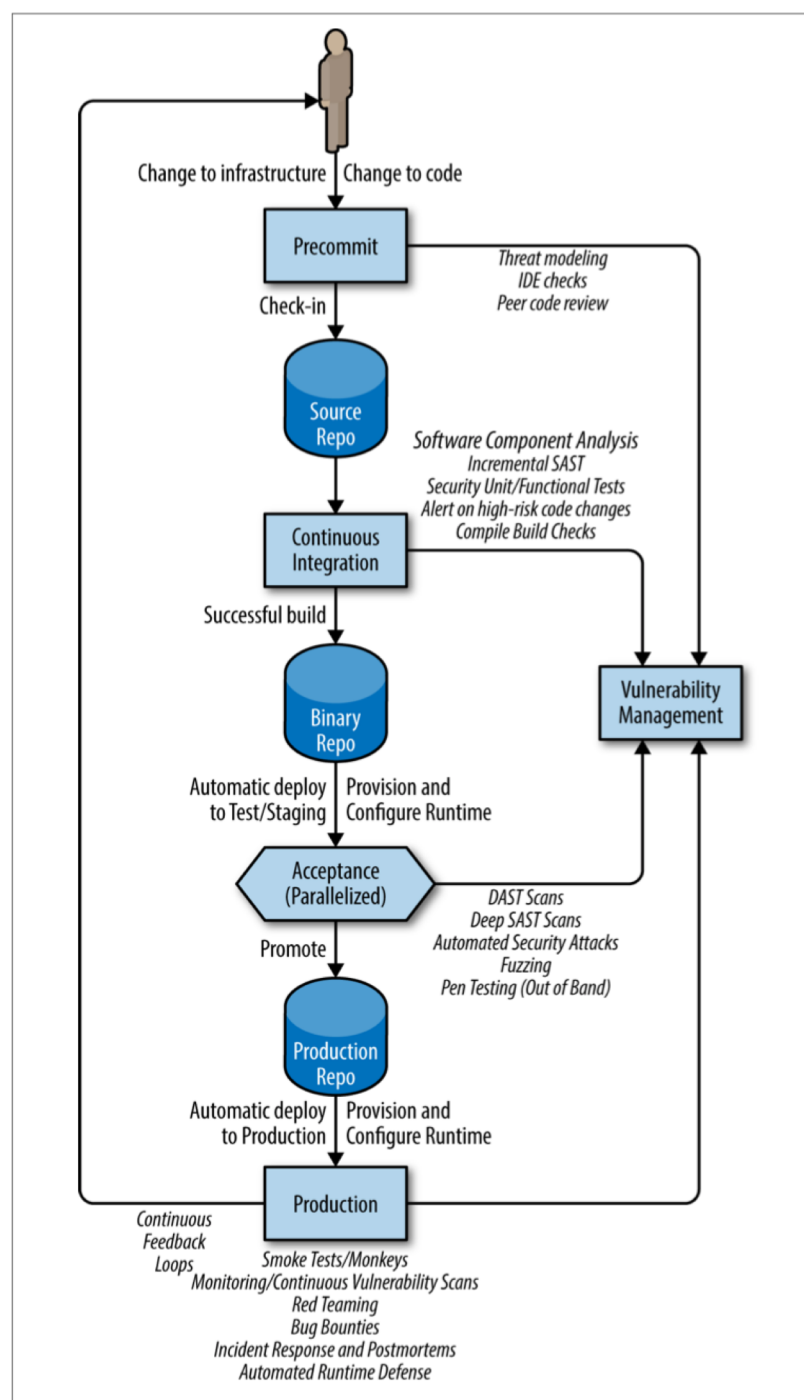 Change to infrastructure
Change to code
Precommit
Threat modeling
IDE checks
Peer code review
Check-in
Source
Repo
Software Component Analysis
Incremental SAST
Security Unit/Functional Tests
Alert on high-risk code changes
Compile Build Checks
Continuous
Integration
Successful build
Vulnerability
Management
Binary
Repo
Automatic deploy
to Test/Staging
Provision and
Configure Runtime
Acceptance
(Parallelized)
DAST Scans
Deep SAST Scans
Automated Security Attacks
Fuzzing
Pen Testing (Out of Band)
Promote
Production
Repo
Automatic deploy
to Production
Provision and
Configure Runtime
Production
Continuous
Feedback
Loops
Smoke Tests/Monkeys
Monitoring/Continuous Vulnerability Scans
Red Teaming
Bug Bounties
Incident Response and Postmortems
Automated Runtime Defense